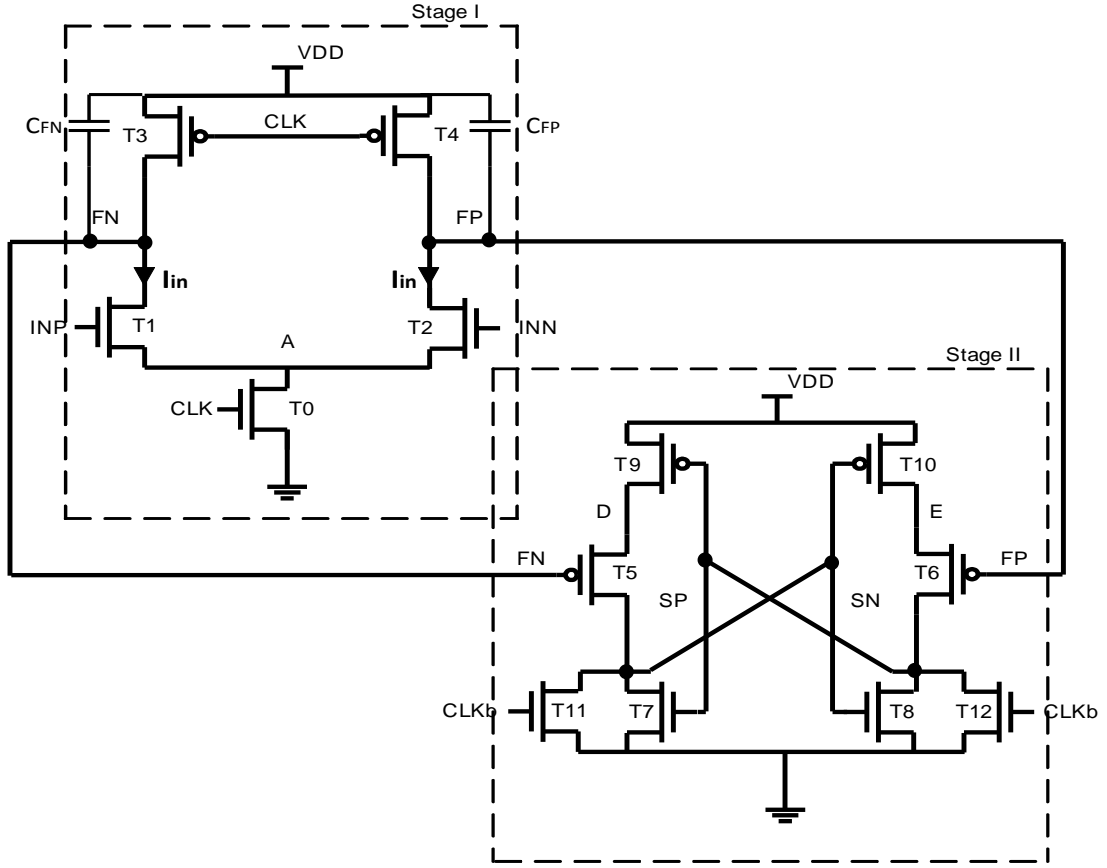 Stage I
VDD
CFN
T3
CLK
T4
CFP
FN
FP
Iin
Iin
INP
T1
T2
INN
A
CLK
T0
Stage II
VDD
T9
T10
D
E
FN
T5
T6
FP
SP
SN
CLKb
T11
T7
T8
T12
CLKb